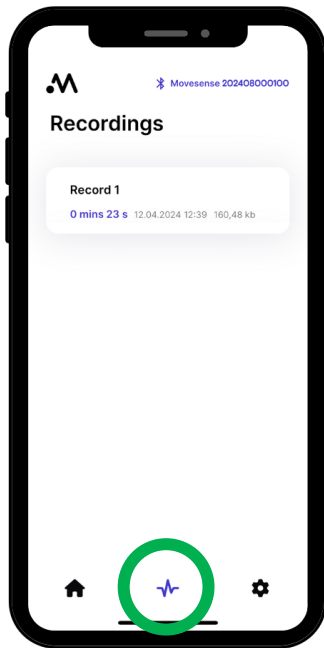 Movesense 202408000100
Recordings
Record 1
0 mins 23 s 12.04.2024 12:39 160,48 kb